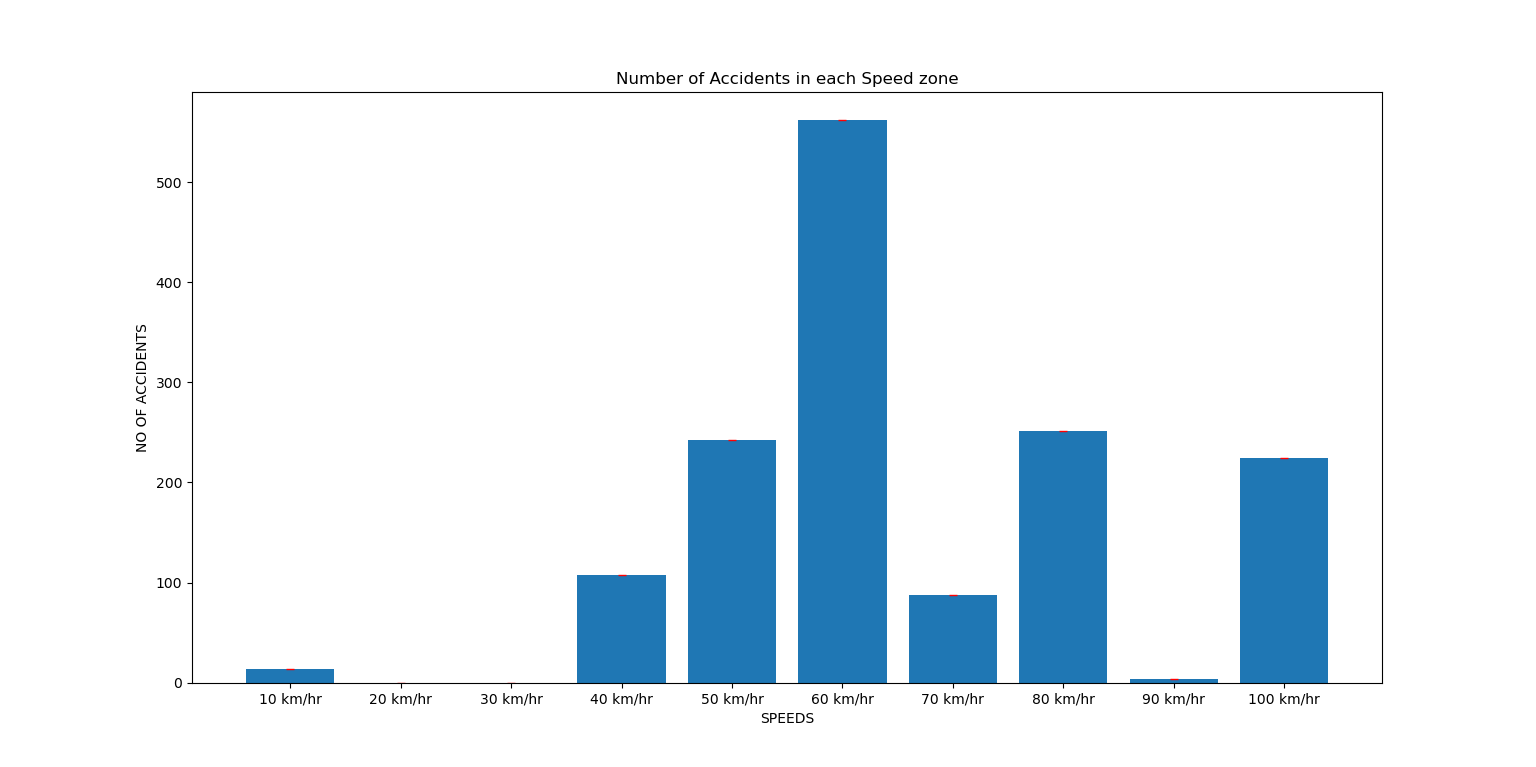 Number of Accidents in each Speed zone
500
400
300
200
100
0
NO OF ACCIDENTS
10 km/hr 20 km/hr 30 km/hr 40 km/hr 50 km/hr 60 km/hr 70 km/hr 80 km/hr 90 km/hr 100 km/hr
SPEEDS